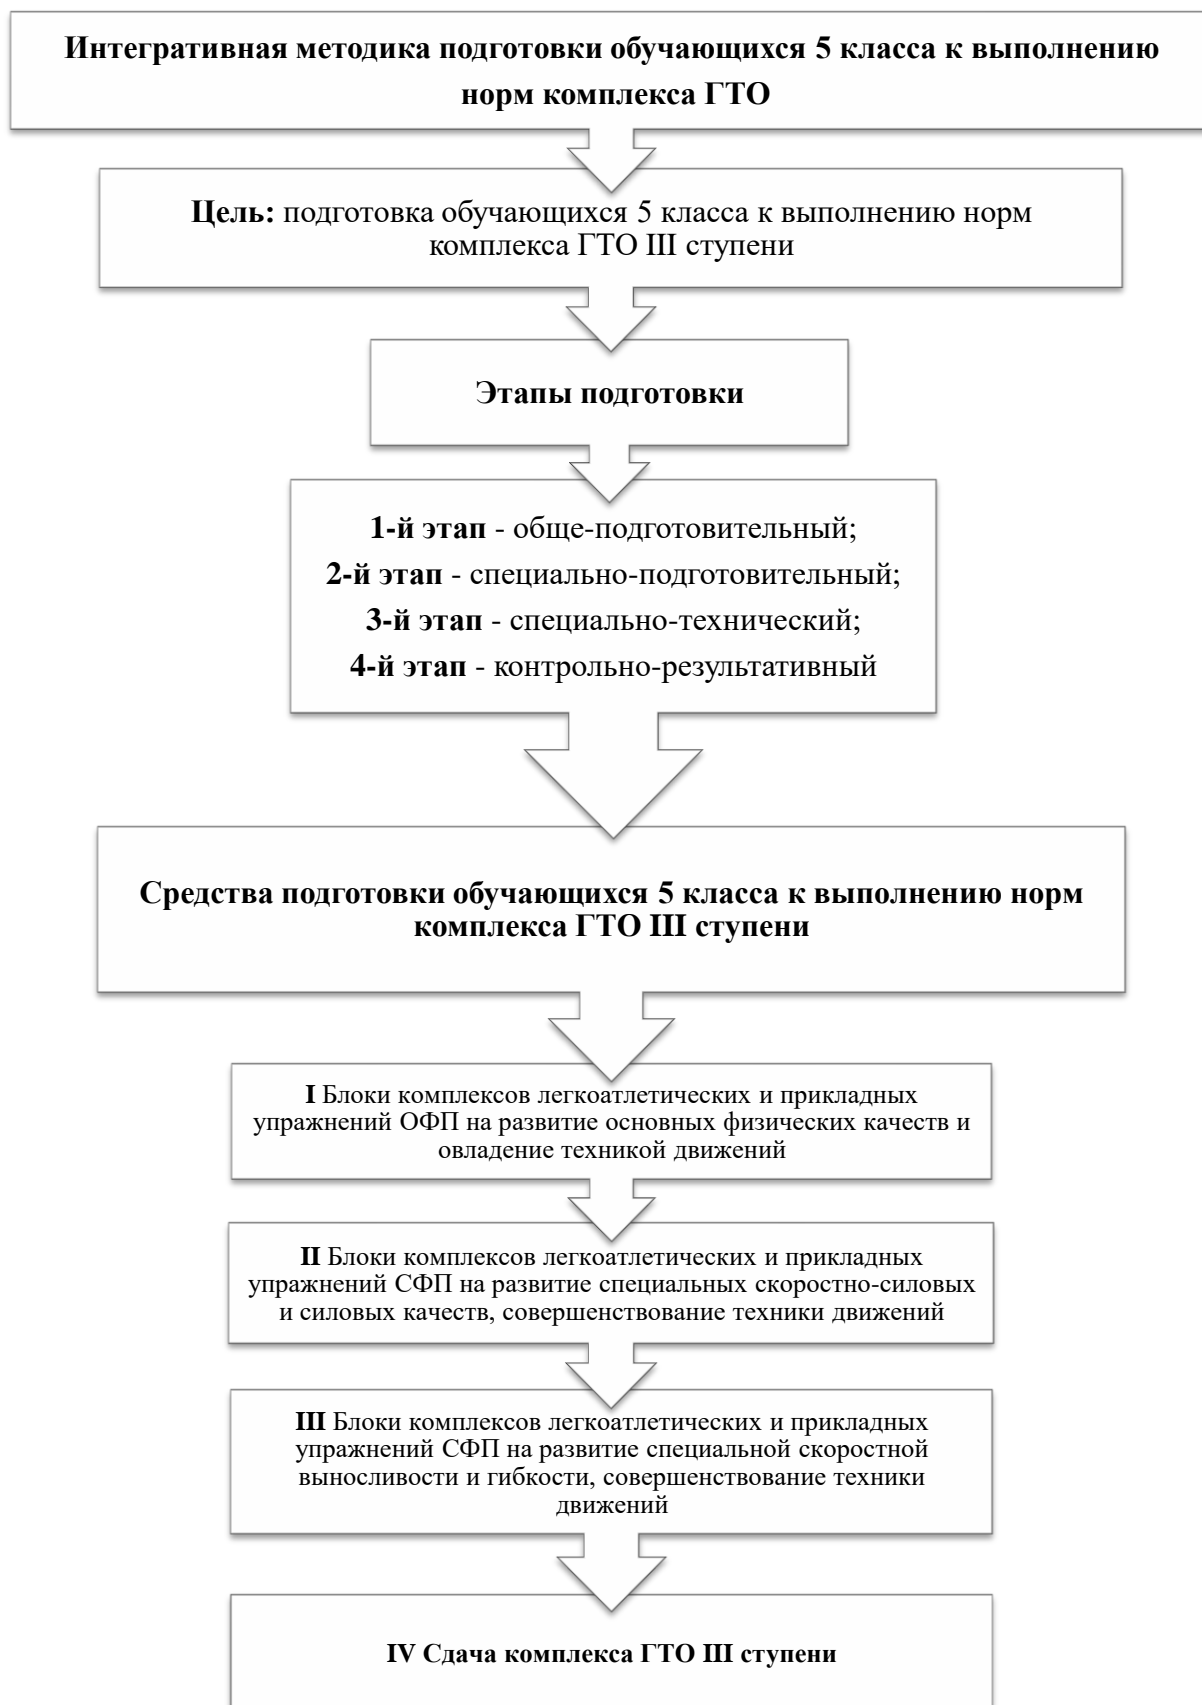 Интегративная методика подготовки обучающихся 5 класса к выполнению
норм комплекса ГТО
Цель: подготовка обучающихся 5 класса к выполнению норм
комплекса ГТО III ступени
Этапы подготовки
1-й этап - обще-подготовительный;
2-й этап - специально-подготовительный;
3-й этап - специально-технический;
4-й этап - контрольно-результативный
Средства подготовки обучающихся 5 класса к выполнению норм
комплекса ГТО III ступени
I Блоки комплексов легкоатлетических и прикладных
упражнений ОФП на развитие основных физических качеств и
овладение техникой движений
II Блоки комплексов легкоатлетических и прикладных
упражнений СФП на развитие специальных скоростно-силовых
и силовых качеств, совершенствование техники движений
III Блоки комплексов легкоатлетических и прикладных
упражнений СФП на развитие специальной скоростной
выносливости и гибкости, совершенствование техники
движений
IV Сдача комплекса ГТО III ступени